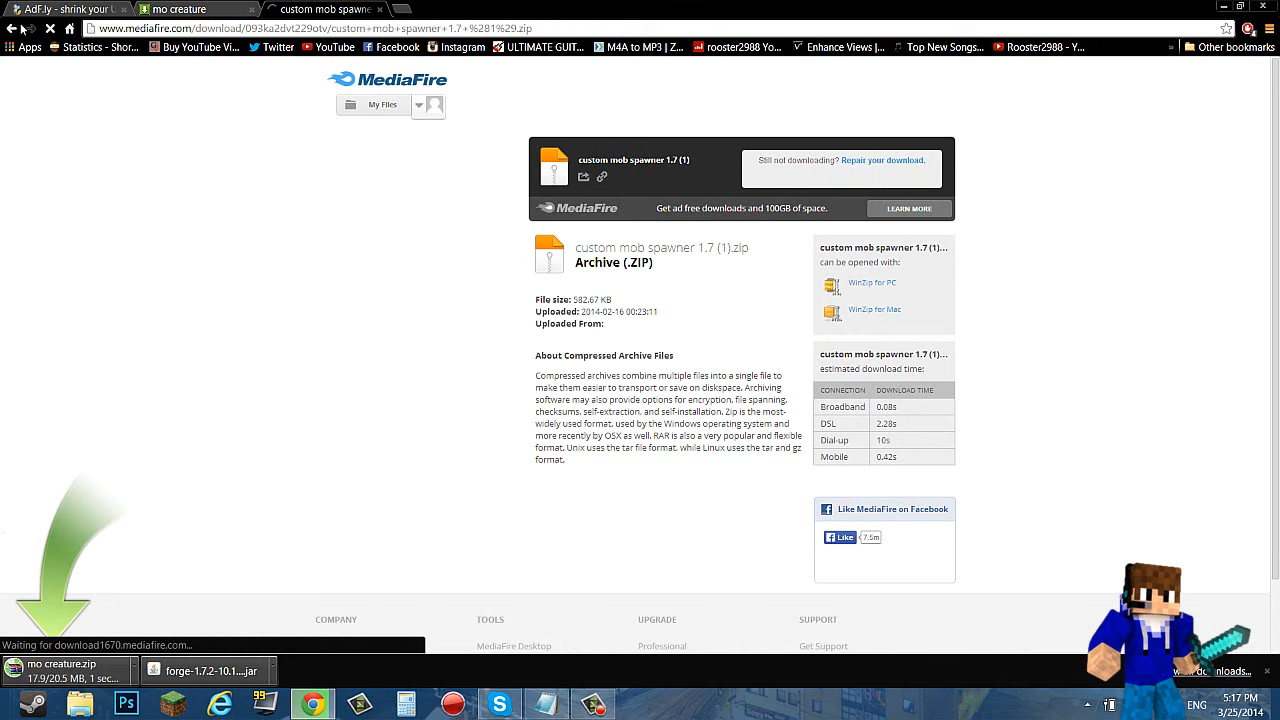 AdF.ly - shrink your U
mo creature
custom mob spawne
www.mediafire.com/download/093ka2dvt229otv/custom+mob+spawner+1.7+%281%29.zip
Apps
Statistics - Shor...
Buy YouTube Vi...
Twitter
YouTube
Facebook
Instagram
ULTIMATE GUIT...
M4A to MP3 | Z...
rooster2988 Yo...
Enhance Views |...
Top New Songs...
Rooster2988 - Y...
Other bookmarks
MediaFire
My Files
custom mob spawner 1.7 (1)
Still not downloading? Repair your download.
MediaFire
Get ad free downloads and 100GB of space.
LEARN MORE
custom mob spawner 1.7 (1).zip
Archive (.ZIP)
File size: 582.67 KB
Uploaded: 2014-02-16 00:23:11
Uploaded From:
About Compressed Archive Files
Compressed archives combine multiple files into a single file to
make them easier to transport or save on diskspace. Archiving
software may also provide options for encryption, file spanning,
checksums, self-extraction, and self-installation. Zip is the most-
widely used format, used by the Windows operating system and
more recently by OSX as well. RAR is also a very popular and flexible
format. Unix uses the tar file format, while Linux uses the tar and gz
format.
custom mob spawner 1.7 (1)...
can be opened with:
WinZip for PC
WinZip for Mac
custom mob spawner 1.7 (1)...
estimated download time:
CONNECTION DOWNLOAD TIME
Broadband 0.08s
DSL 2.28s
Dial-up 10s
Mobile 0.42s
Like MediaFire on Facebook
Like 7.5m
COMPANY
TOOLS
UPGRADE
SUPPORT
MediaFire Desktop
Professional
Get Support
Waiting for download1670.mediafire.com...
mo creature.zip
17.9/20.5 MB, 1 sec...
forge-1.7.2-10.1....jar
downloads...
Ps
99
ENG
5:17 PM
3/25/2014